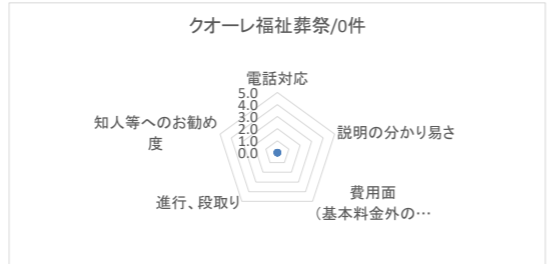 クオーレ福祉葬祭/0件
電話対応
5.0
4.0
3.0
2.0
1.0
0.0
説明の分かり易さ
費用面
（基本料金外の…
進行、段取り
知人等へのお勧め
度